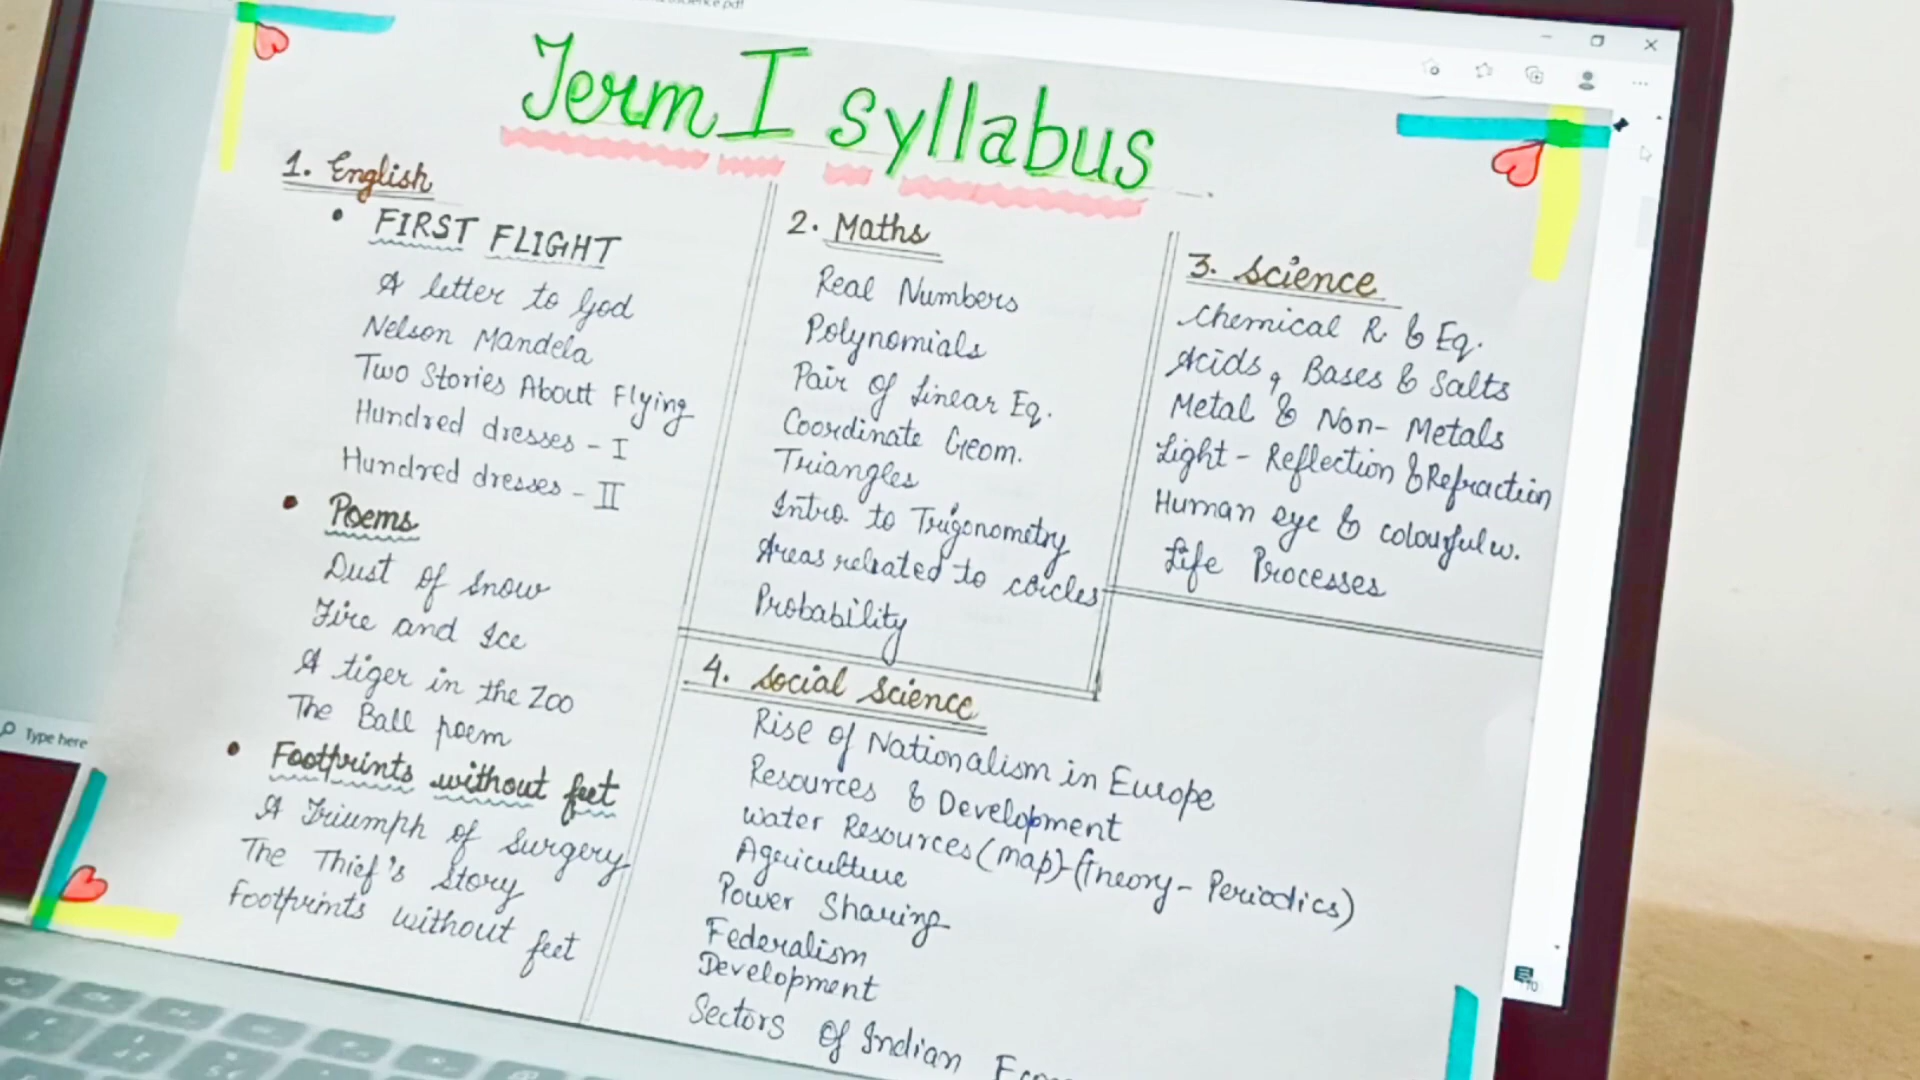 Term I syllabus
1. English
• FIRST FLIGHT
A letter to God
Nelson Mandela
Two Stories About Flying
Hundred dresses - I
Hundred dresses - II
• Poems
Dust of Snow
Fire and Ice
A tiger in the Zoo
The Ball poem
• Footprints without feet
A Triumph of Surgery
The Thief's Story
Footprints without feet
2. Maths
Real Numbers
Polynomials
Pair of Linear Eq.
Coordinate Geom.
Triangles
Intro. to Trigonometry
Areas related to circles
Probability
3. Science
Chemical R. & Eq.
Acids, Bases & Salts
Metal & Non- Metals
Light - Reflection & Refraction
Human eye & colourful w.
Life Processes
4. Social Science
Rise of Nationalism in Europe
Resources & Development
Water Resources (map)-(Theory - Periodics)
Agriculture
Power Sharing
Federalism
Development
Sectors of Indian
Type here